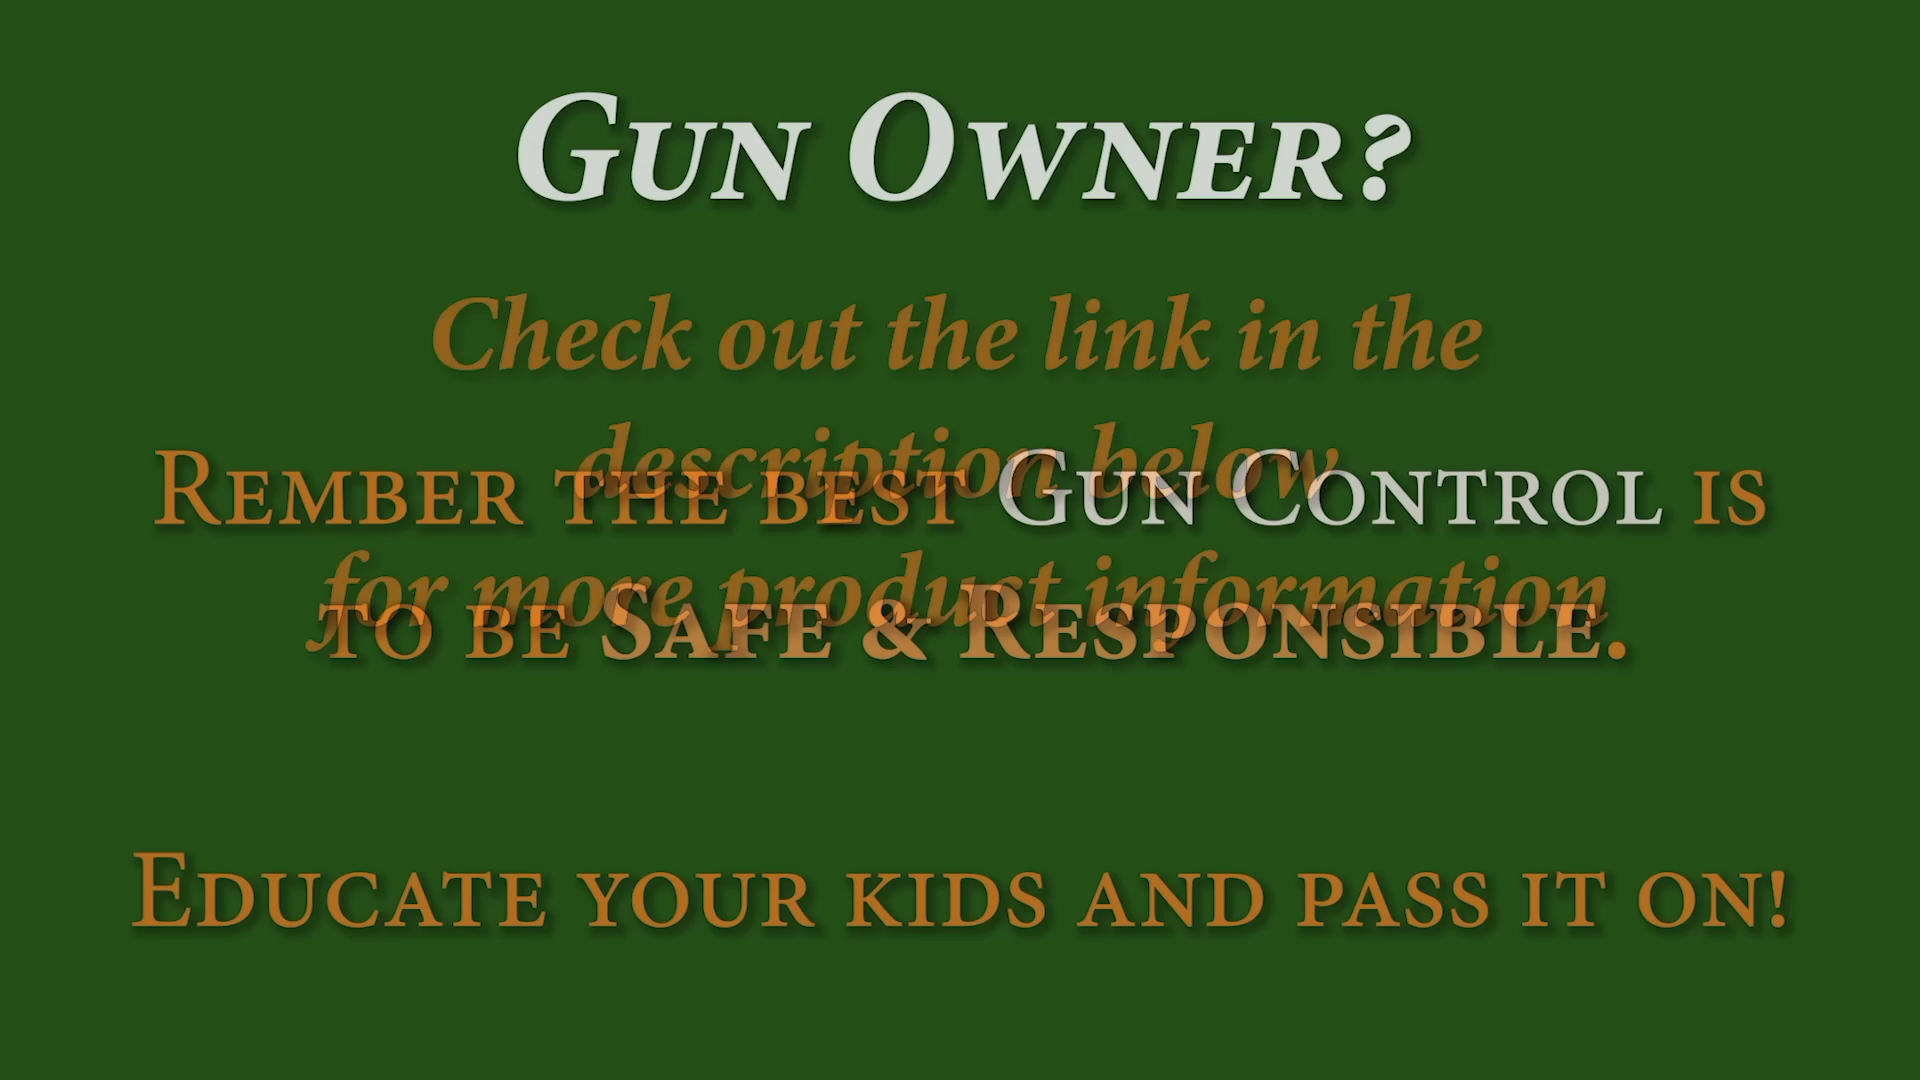 Gun Owner?
Check out the link in the
description below
Rember the best Gun Control is
for more product information
to be Safe & Responsible.
Educate your kids and pass it on!